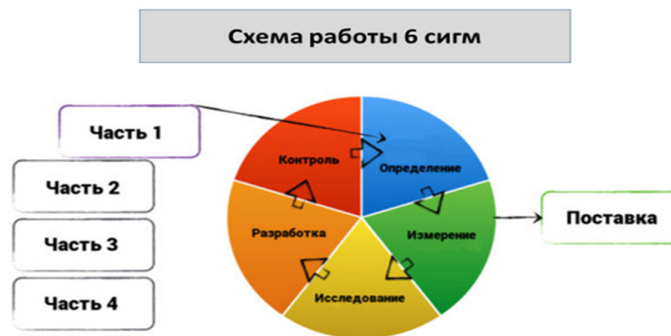 Схема работы 6 сигм
Часть 1
Часть 2
Часть 3
Часть 4
Контроль
Определение
Разработка
Измерение
Исследование
Поставка